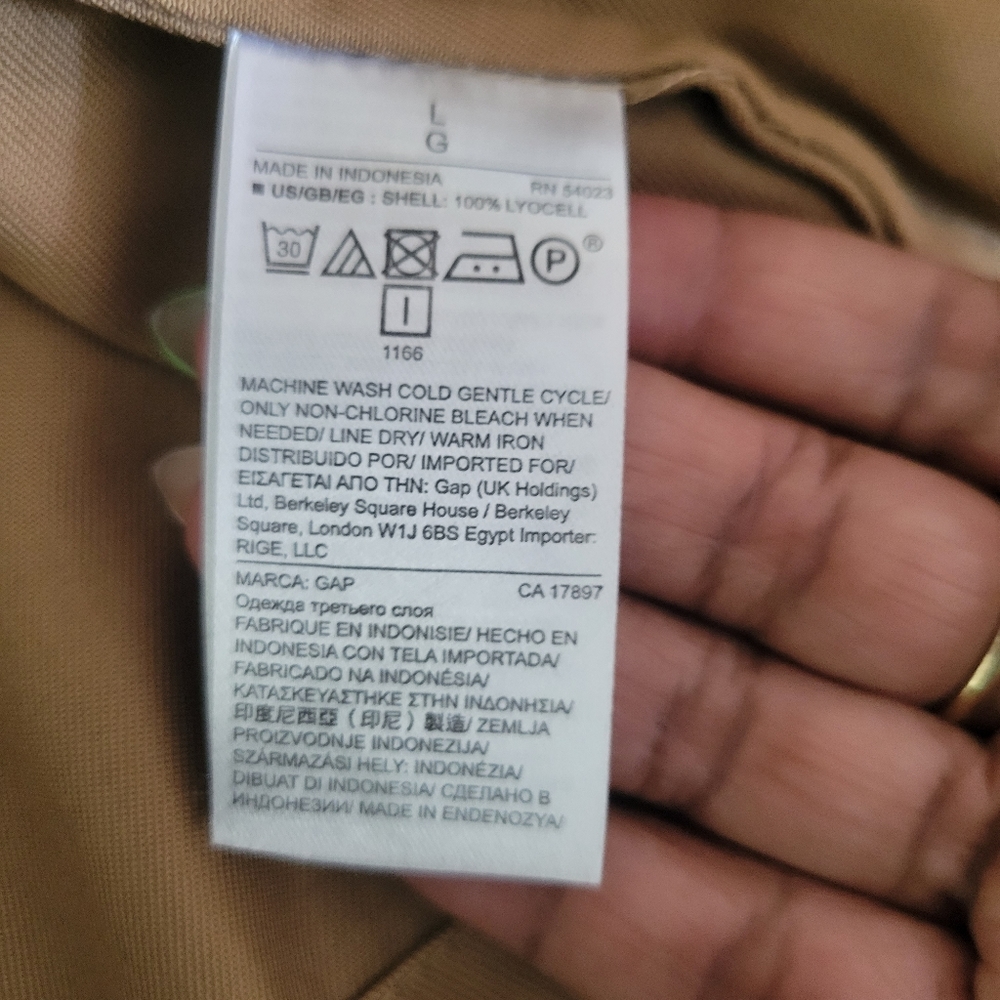 L
G
MADE IN INDONESIA RN 54023
US/GB/EG : SHELL: 100% LYOCELL
30 P ®
I
1166
MACHINE WASH COLD GENTLE CYCLE/
ONLY NON-CHLORINE BLEACH WHEN
NEEDED/ LINE DRY/ WARM IRON
DISTRIBUIDO POR/ IMPORTED FOR/
ΕΙΣΑΓΕΤΑΙ ΑΠΟ ΤΗΝ: Gap (UK Holdings)
Ltd, Berkeley Square House / Berkeley
Square, London W1J 6BS Egypt Importer:
RIGE, LLC
MARCA: GAP CA 17897
Одежда третьего слоя
FABRIQUE EN INDONISIE/ HECHO EN
INDONESIA CON TELA IMPORTADA/
FABRICADO NA INDONÉSIA/
ΚΑΤΑΣΚΕΥΑΣΤΗΚΕ ΣΤΗΝ ΙΝΔΟΝΗΣΙΑ/
印度尼西亞（印尼）製造/ ZEMLJA
PROIZVODNJE INDONEZIJA/
SZÁRMAZÁSI HELY: INDONÉZIA/
DIBUAT DI INDONESIA/ СДЕЛАНО В
ИНДОНЕЗИИ/ MADE IN ENDENOZYA/